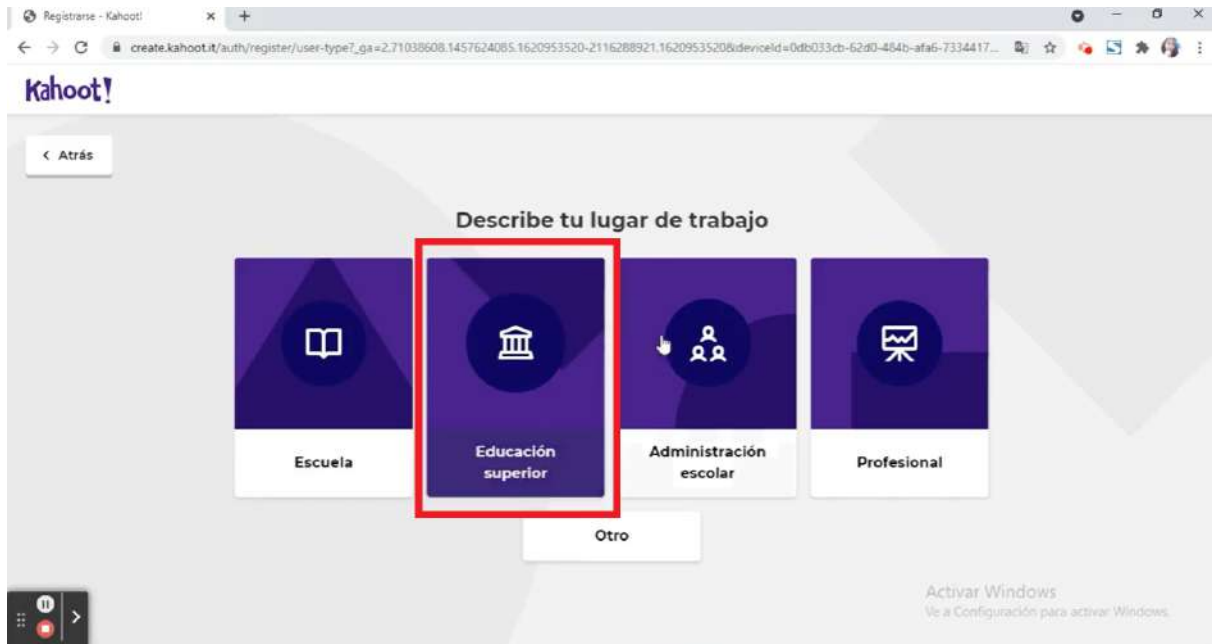 Registrarse - Kahoot!
create.kahoot.it/auth/register/user-type?_ga=2.71038608.1457624085.1620953520-2116288921.1620953520&deviceId=0db033cb-62d0-484b-afa6-7334417...
Kahoot!
Atrás
Describe tu lugar de trabajo
Escuela
Educación
superior
Administración
escolar
Profesional
Otro
Activar Windows
Ve a Configuración para activar Windows.